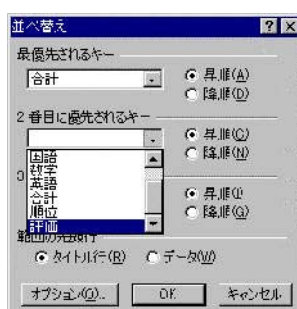 並べ替え
最優先されるキー
合計
昇順(A)
降順(D)
2 番目に優先されるキー
昇順(C)
降順(N)
国語
数字
英語
合計
順位
評価
昇順(I)
降順(G)
範囲の先頭行
タイトル行(R) データ(W)
オプション(O)... OK キャンセル